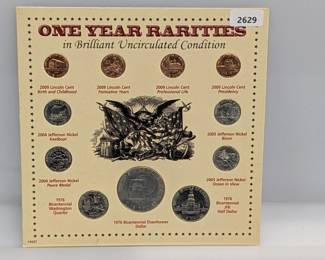 2629
ONE YEAR RARITIES
in Brilliant Uncirculated Condition
2009 Lincoln Cent
Birth and Childhood
2009 Lincoln Cent
Formative Years
2009 Lincoln Cent
Professional Life
2009 Lincoln Cent
Presidency
2004 Jefferson Nickel
Keelboat
2005 Jefferson Nickel
Bison
2004 Jefferson Nickel
Peace Medal
2005 Jefferson Nickel
Ocean in View
1976
Bicentennial
Washington
Quarter
1976 Bicentennial Eisenhower
Dollar
1976
Bicentennial
JFK
Half Dollar